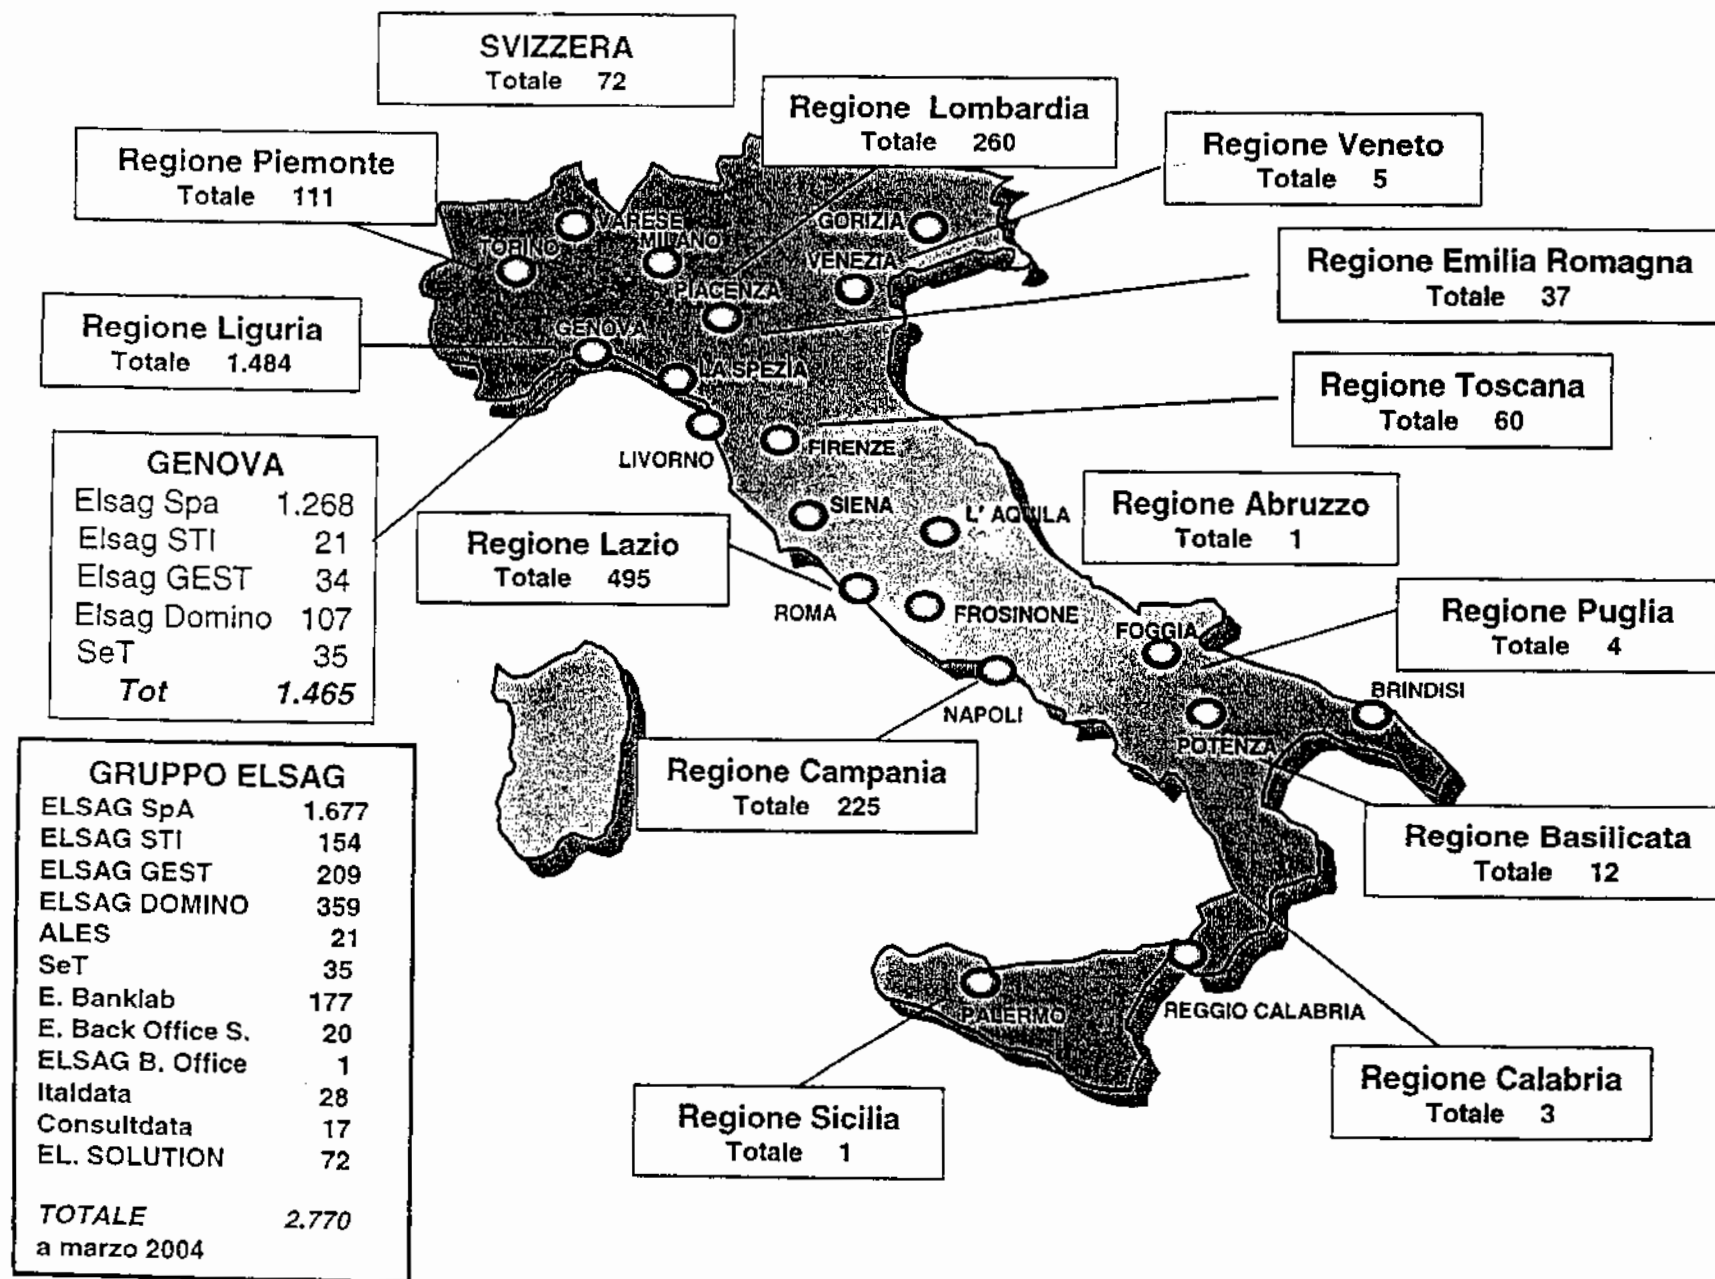 SVIZZERA
Totale 72
Regione Lombardia
Totale 260
Regione Piemonte
Totale 111
Regione Veneto
Totale 5
VARESE
MILANO
GORIZIA
TORINO
VENEZIA
Regione Emilia Romagna
Totale 37
PIACENZA
Regione Liguria
Totale 1.484
GENOVA
LA SPEZIA
Regione Toscana
Totale 60
LIVORNO
FIRENZE
GENOVA
Elsag Spa 1.268
Elsag STI 21
Elsag GEST 34
Elsag Domino 107
SeT 35
Tot 1.465
SIENA
L' AQUILA
Regione Abruzzo
Totale 1
Regione Lazio
Totale 495
ROMA
FROSINONE
FOGGIA
Regione Puglia
Totale 4
BRINDISI
NAPOLI
POTENZA
Regione Campania
Totale 225
Regione Basilicata
Totale 12
GRUPPO ELSAG
ELSAG SpA 1.677
ELSAG STI 154
ELSAG GEST 209
ELSAG DOMINO 359
ALES 21
SeT 35
E. Banklab 177
E. Back Office S. 20
ELSAG B. Office 1
Italdata 28
Consultdata 17
EL. SOLUTION 72
TOTALE 2.770
a marzo 2004
PALERMO
REGGIO CALABRIA
Regione Calabria
Totale 3
Regione Sicilia
Totale 1